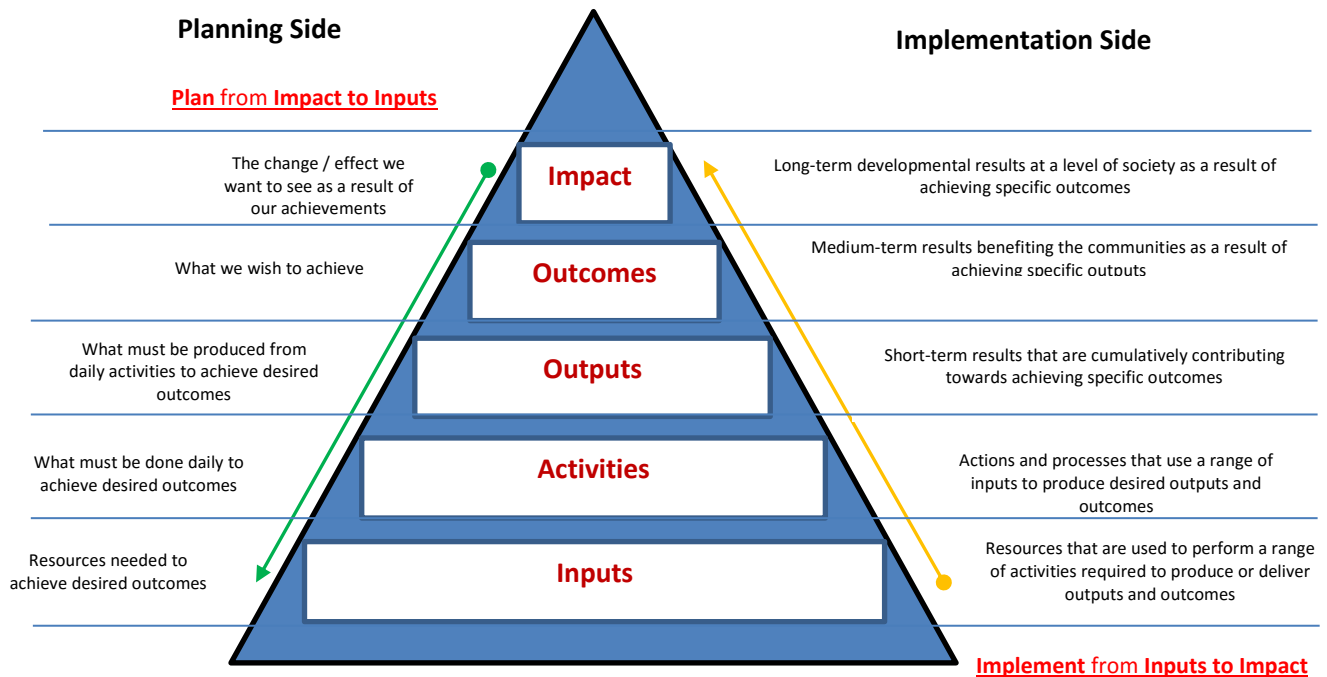 Planning Side
Implementation Side
Plan from Impact to Inputs
The change / effect we
want to see as a result of
our achievements
Impact
Long-term developmental results at a level of society as a result of
achieving specific outcomes
What we wish to achieve
Outcomes
Medium-term results benefiting the communities as a result of
achieving specific outputs
What must be produced from
daily activities to achieve desired
outcomes
Outputs
Short-term results that are cumulatively contributing
towards achieving specific outcomes
What must be done daily to
achieve desired outcomes
Activities
Actions and processes that use a range of
inputs to produce desired outputs and
outcomes
Resources needed to
achieve desired outcomes
Inputs
Resources that are used to perform a range
of activities required to produce or deliver
outputs and outcomes
Implement from Inputs to Impact